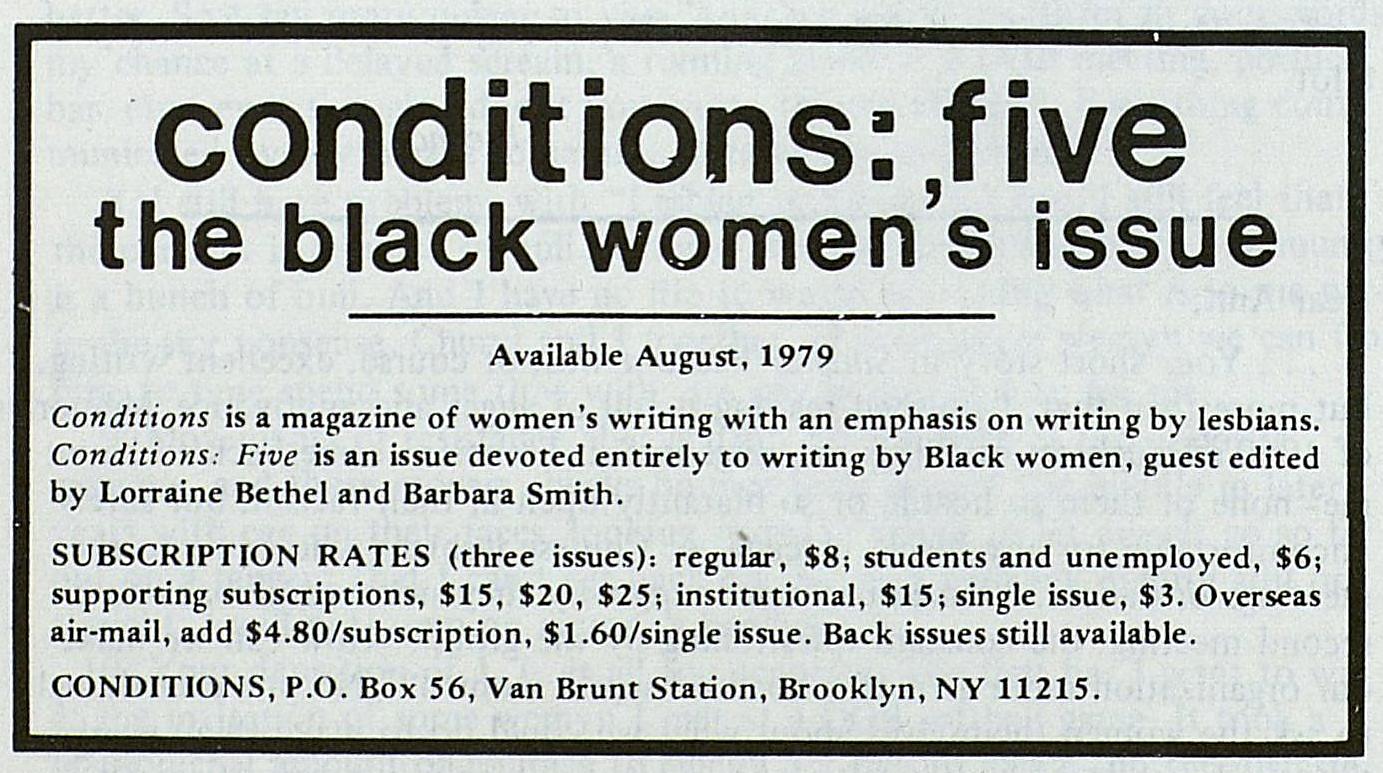 conditions: five
the black women's issue
Available August, 1979
Conditions is a magazine of women's writing with an emphasis on writing by lesbians.
Conditions: Five is an issue devoted entirely to writing by Black women, guest edited
by Lorraine Bethel and Barbara Smith.
SUBSCRIPTION RATES (three issues): regular, $8; students and unemployed, $6;
supporting subscriptions, $15, $20, $25; institutional, $15; single issue, $3. Overseas
air-mail, add $4.80/subscription, $1.60/single issue. Back issues still available.
CONDITIONS, P.O. Box 56, Van Brunt Station, Brooklyn, NY 11215.